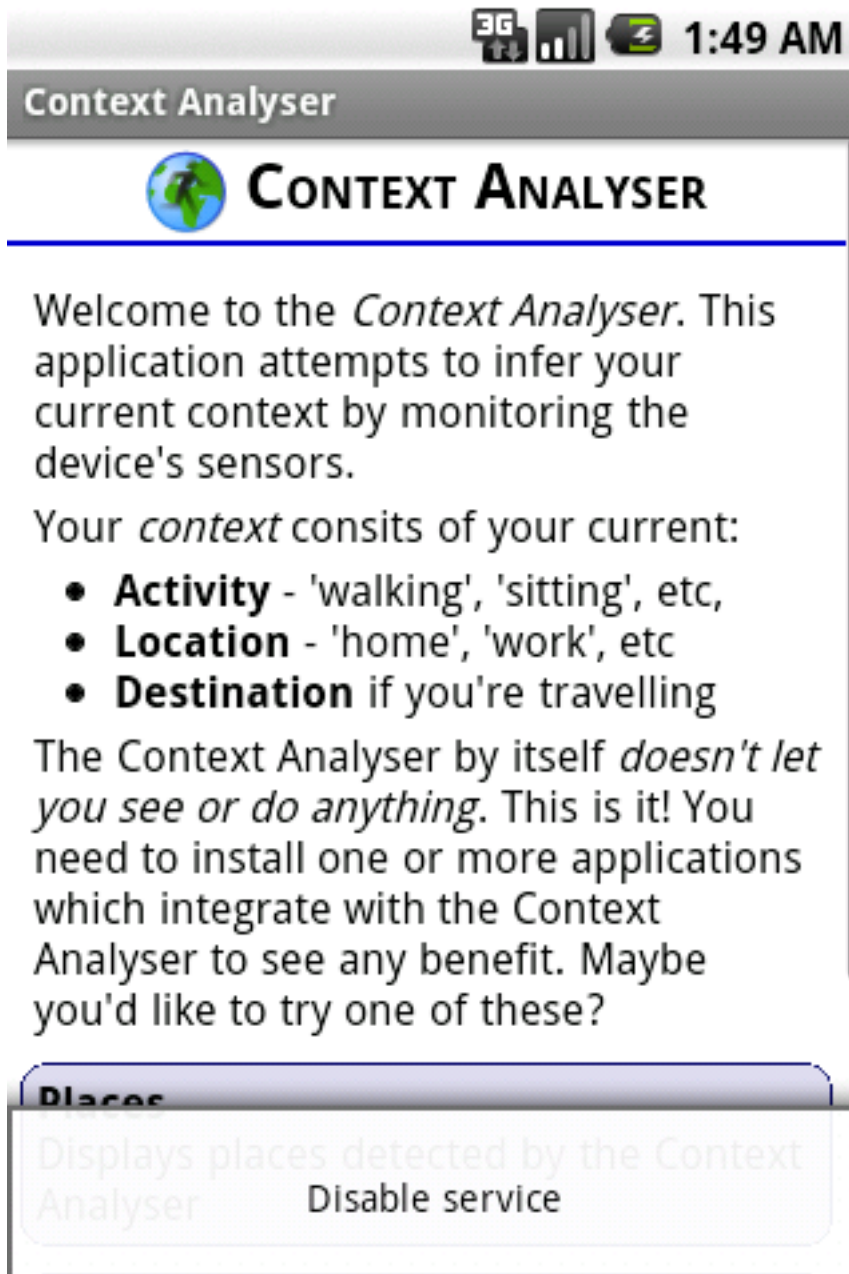 3G 1:49 AM
Context Analyser
CONTEXT ANALYSER
Welcome to the Context Analyser. This
application attempts to infer your
current context by monitoring the
device's sensors.
Your context consits of your current:
• Activity - 'walking', 'sitting', etc,
• Location - 'home', 'work', etc
• Destination if you're travelling
The Context Analyser by itself doesn't let
you see or do anything. This is it! You
need to install one or more applications
which integrate with the Context
Analyser to see any benefit. Maybe
you'd like to try one of these?
Places
Displays places detected by the Context
Analyser
Disable service